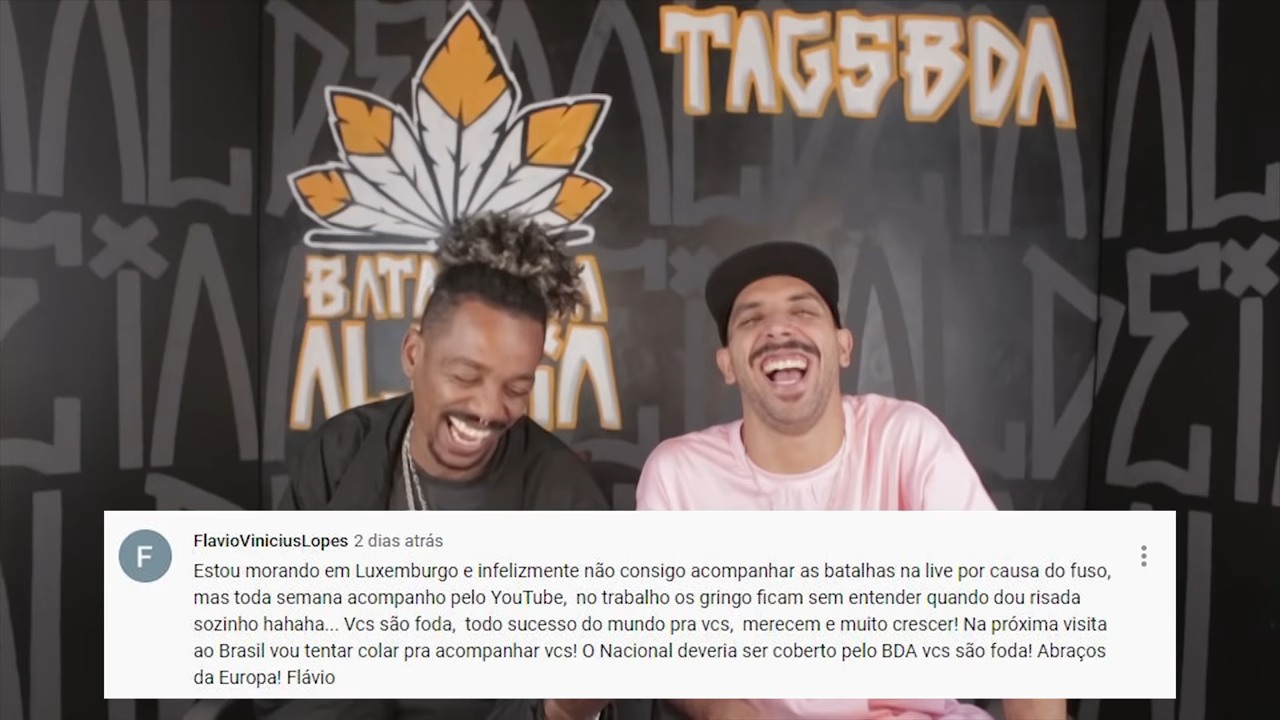 TAGSBDA
BATA
AL
FlavioViniciusLopes 2 dias atrás
F
Estou morando em Luxemburgo e infelizmente não consigo acompanhar as batalhas na live por causa do fuso,
mas toda semana acompanho pelo YouTube, no trabalho os gringo ficam sem entender quando dou risada
sozinho hahaha... Vcs são foda, todo sucesso do mundo pra vcs, merecem e muito crescer! Na próxima visita
ao Brasil vou tentar colar pra acompanhar vcs! O Nacional deveria ser coberto pelo BDA vcs são foda! Abraços
da Europa! Flávio